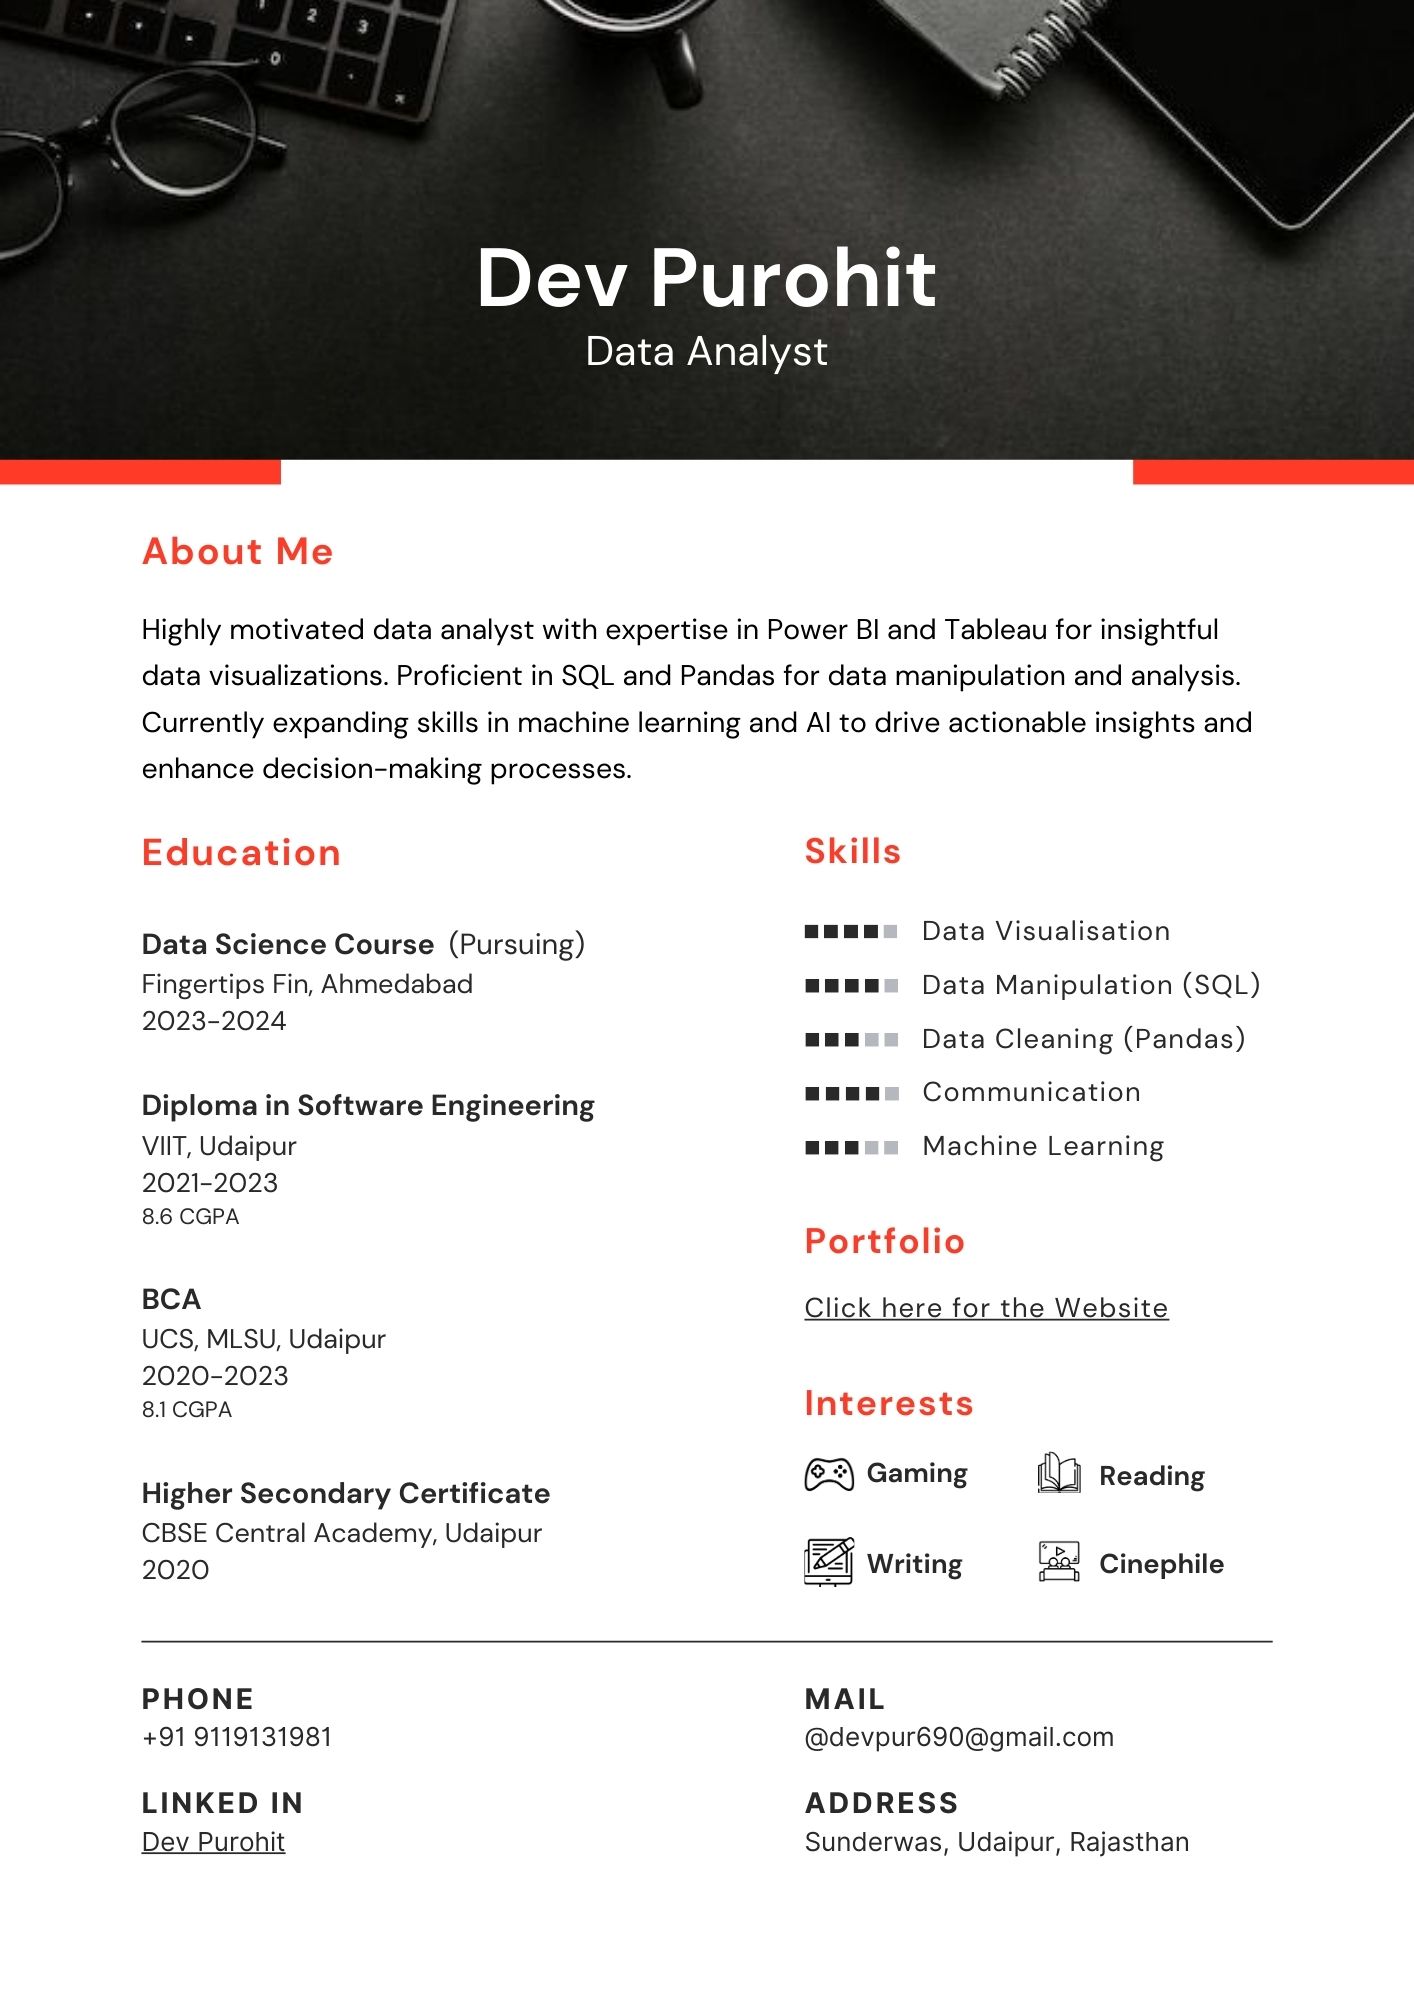 1 2 3
0
Dev Purohit
Data Analyst
About Me
Highly motivated data analyst with expertise in Power BI and Tableau for insightful
data visualizations. Proficient in SQL and Pandas for data manipulation and analysis.
Currently expanding skills in machine learning and AI to drive actionable insights and
enhance decision-making processes.
Education
Data Science Course (Pursuing)
Fingertips Fin, Ahmedabad
2023-2024
Diploma in Software Engineering
VIIT, Udaipur
2021-2023
8.6 CGPA
BCA
UCS, MLSU, Udaipur
2020-2023
8.1 CGPA
Higher Secondary Certificate
CBSE Central Academy, Udaipur
2020
Skills
Data Visualisation
Data Manipulation (SQL)
Data Cleaning (Pandas)
Communication
Machine Learning
Portfolio
Click here for the Website
Interests
Gaming
Reading
Writing
Cinephile
PHONE
+91 9119131981
LINKED IN
Dev Purohit
MAIL
@devpur690@gmail.com
ADDRESS
Sunderwas, Udaipur, Rajasthan